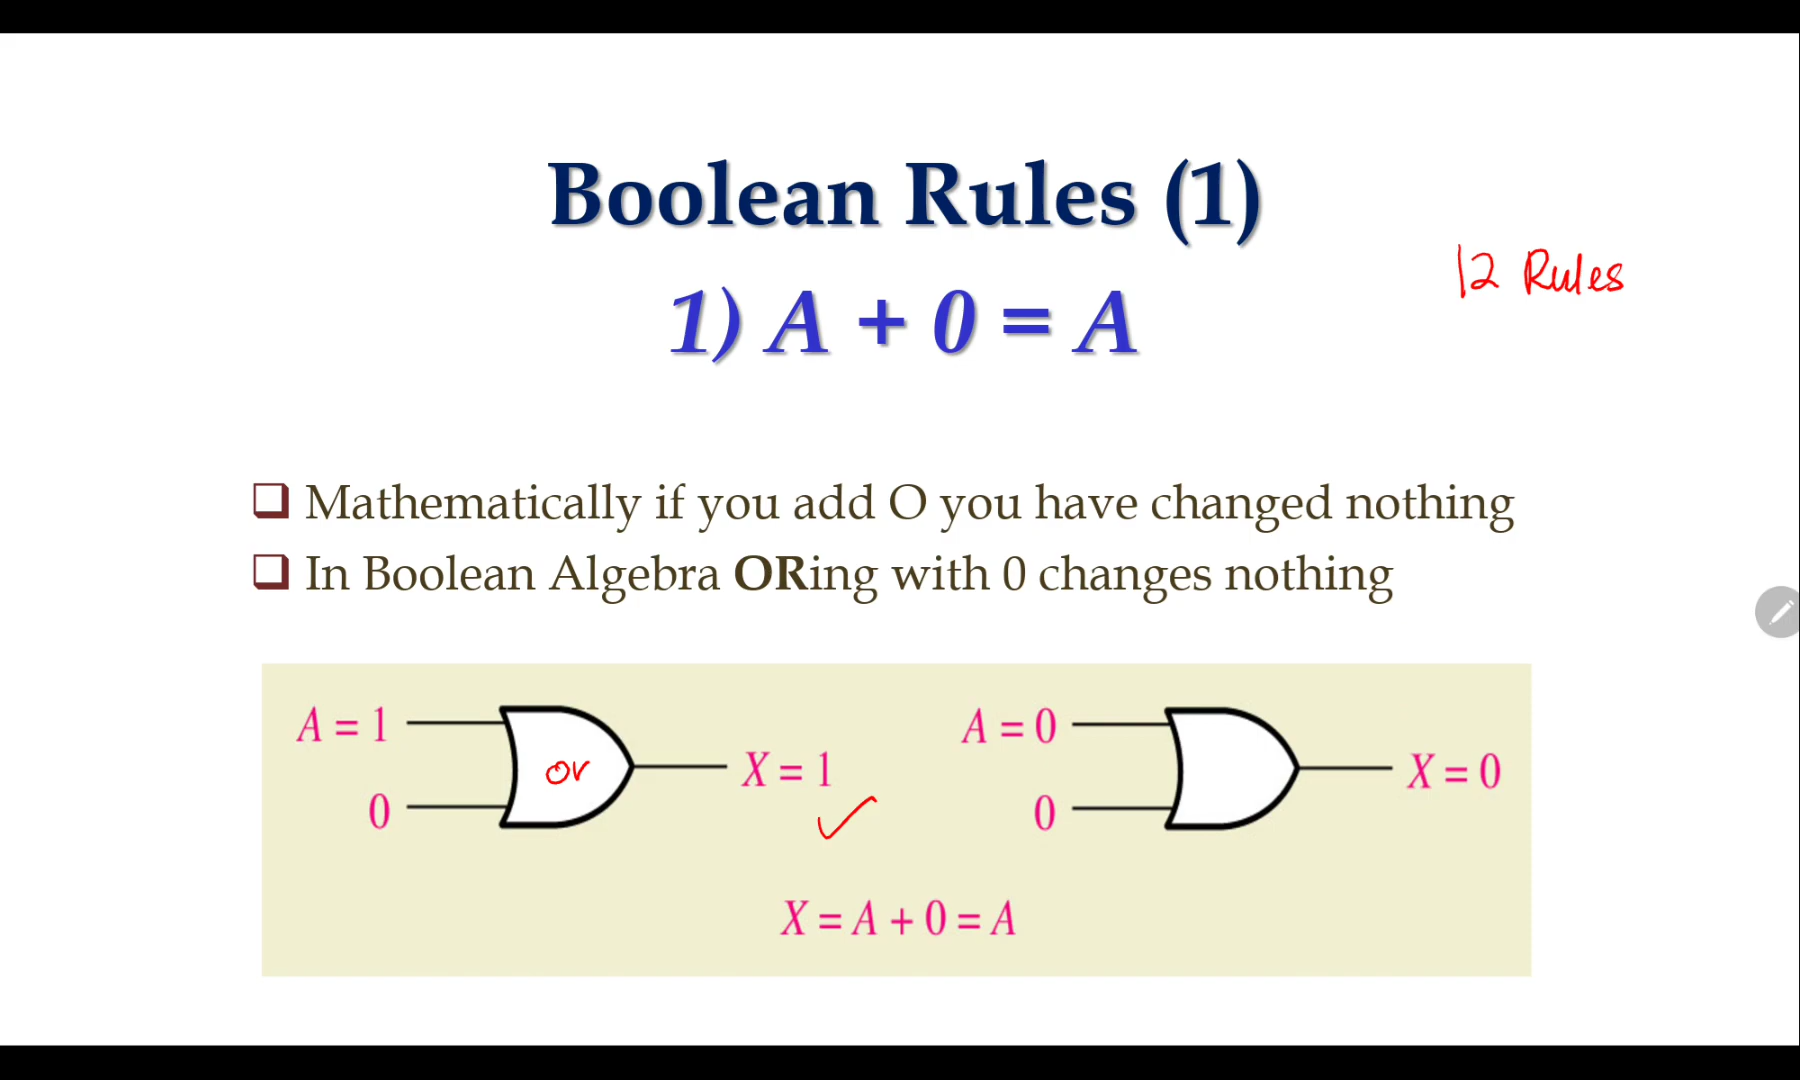 Boolean Rules (1)
12 Rules
1) A + 0 = A
Mathematically if you add O you have changed nothing
In Boolean Algebra ORing with 0 changes nothing
A = 1
0
or
X = 1
A = 0
0
X = 0
X = A + 0 = A